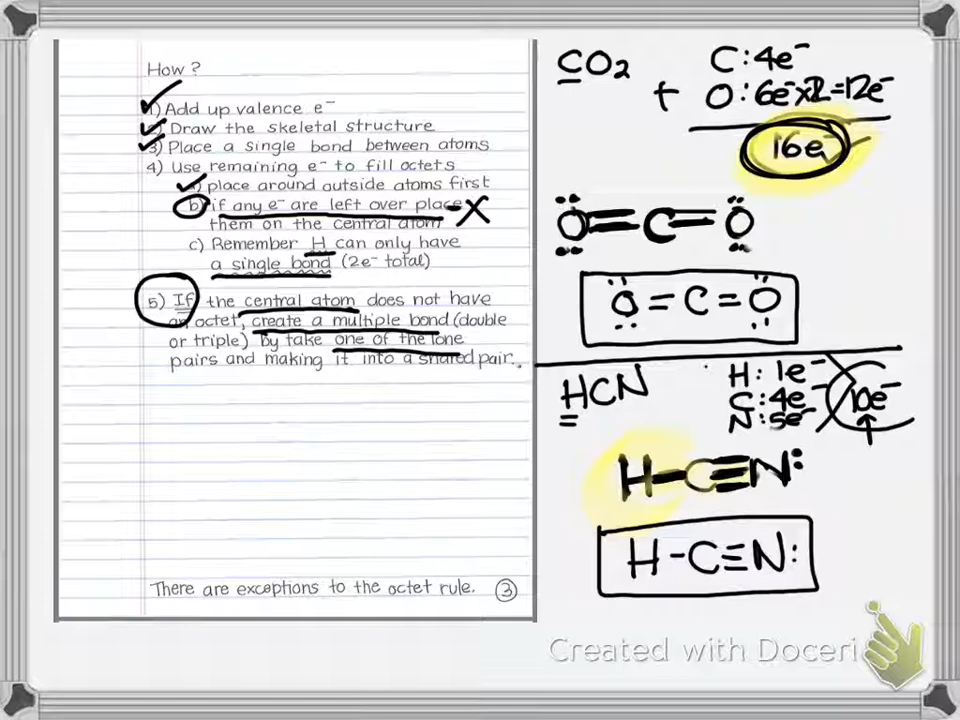 How?
1) Add up valence e⁻
2) Draw the skeletal structure
3) Place a single bond between atoms
4) Use remaining e⁻ to fill octets
a) place around outside atoms first
b) if any e⁻ are left over place
them on the central atom
c) Remember H can only have
a single bond (2e⁻ total)
5) If the central atom does not have
an octet, create a multiple bond (double
or triple) By take one of the lone
pairs and making it into a shared pair.
There are exceptions to the octet rule. 3
CO₂
C: 4e⁻
+ O: 6e⁻x2=12e⁻
16e⁻
O=C=O
O=C=O
HCN
H: 1e⁻
C: 4e⁻
N: 5e⁻
10e⁻
H-C≡N:
H-C≡N:
Created with Doceri